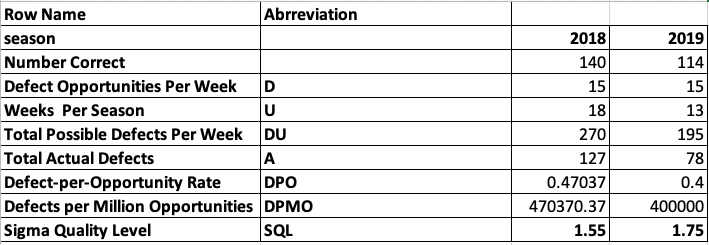 Row Name Abrreviation
season 2018 2019
Number Correct 140 114
Defect Opportunities Per Week D 15 15
Weeks Per Season U 18 13
Total Possible Defects Per Week DU 270 195
Total Actual Defects A 127 78
Defect-per-Opportunity Rate DPO 0.47037 0.4
Defects per Million Opportunities DPMO 470370.37 400000
Sigma Quality Level SQL 1.55 1.75